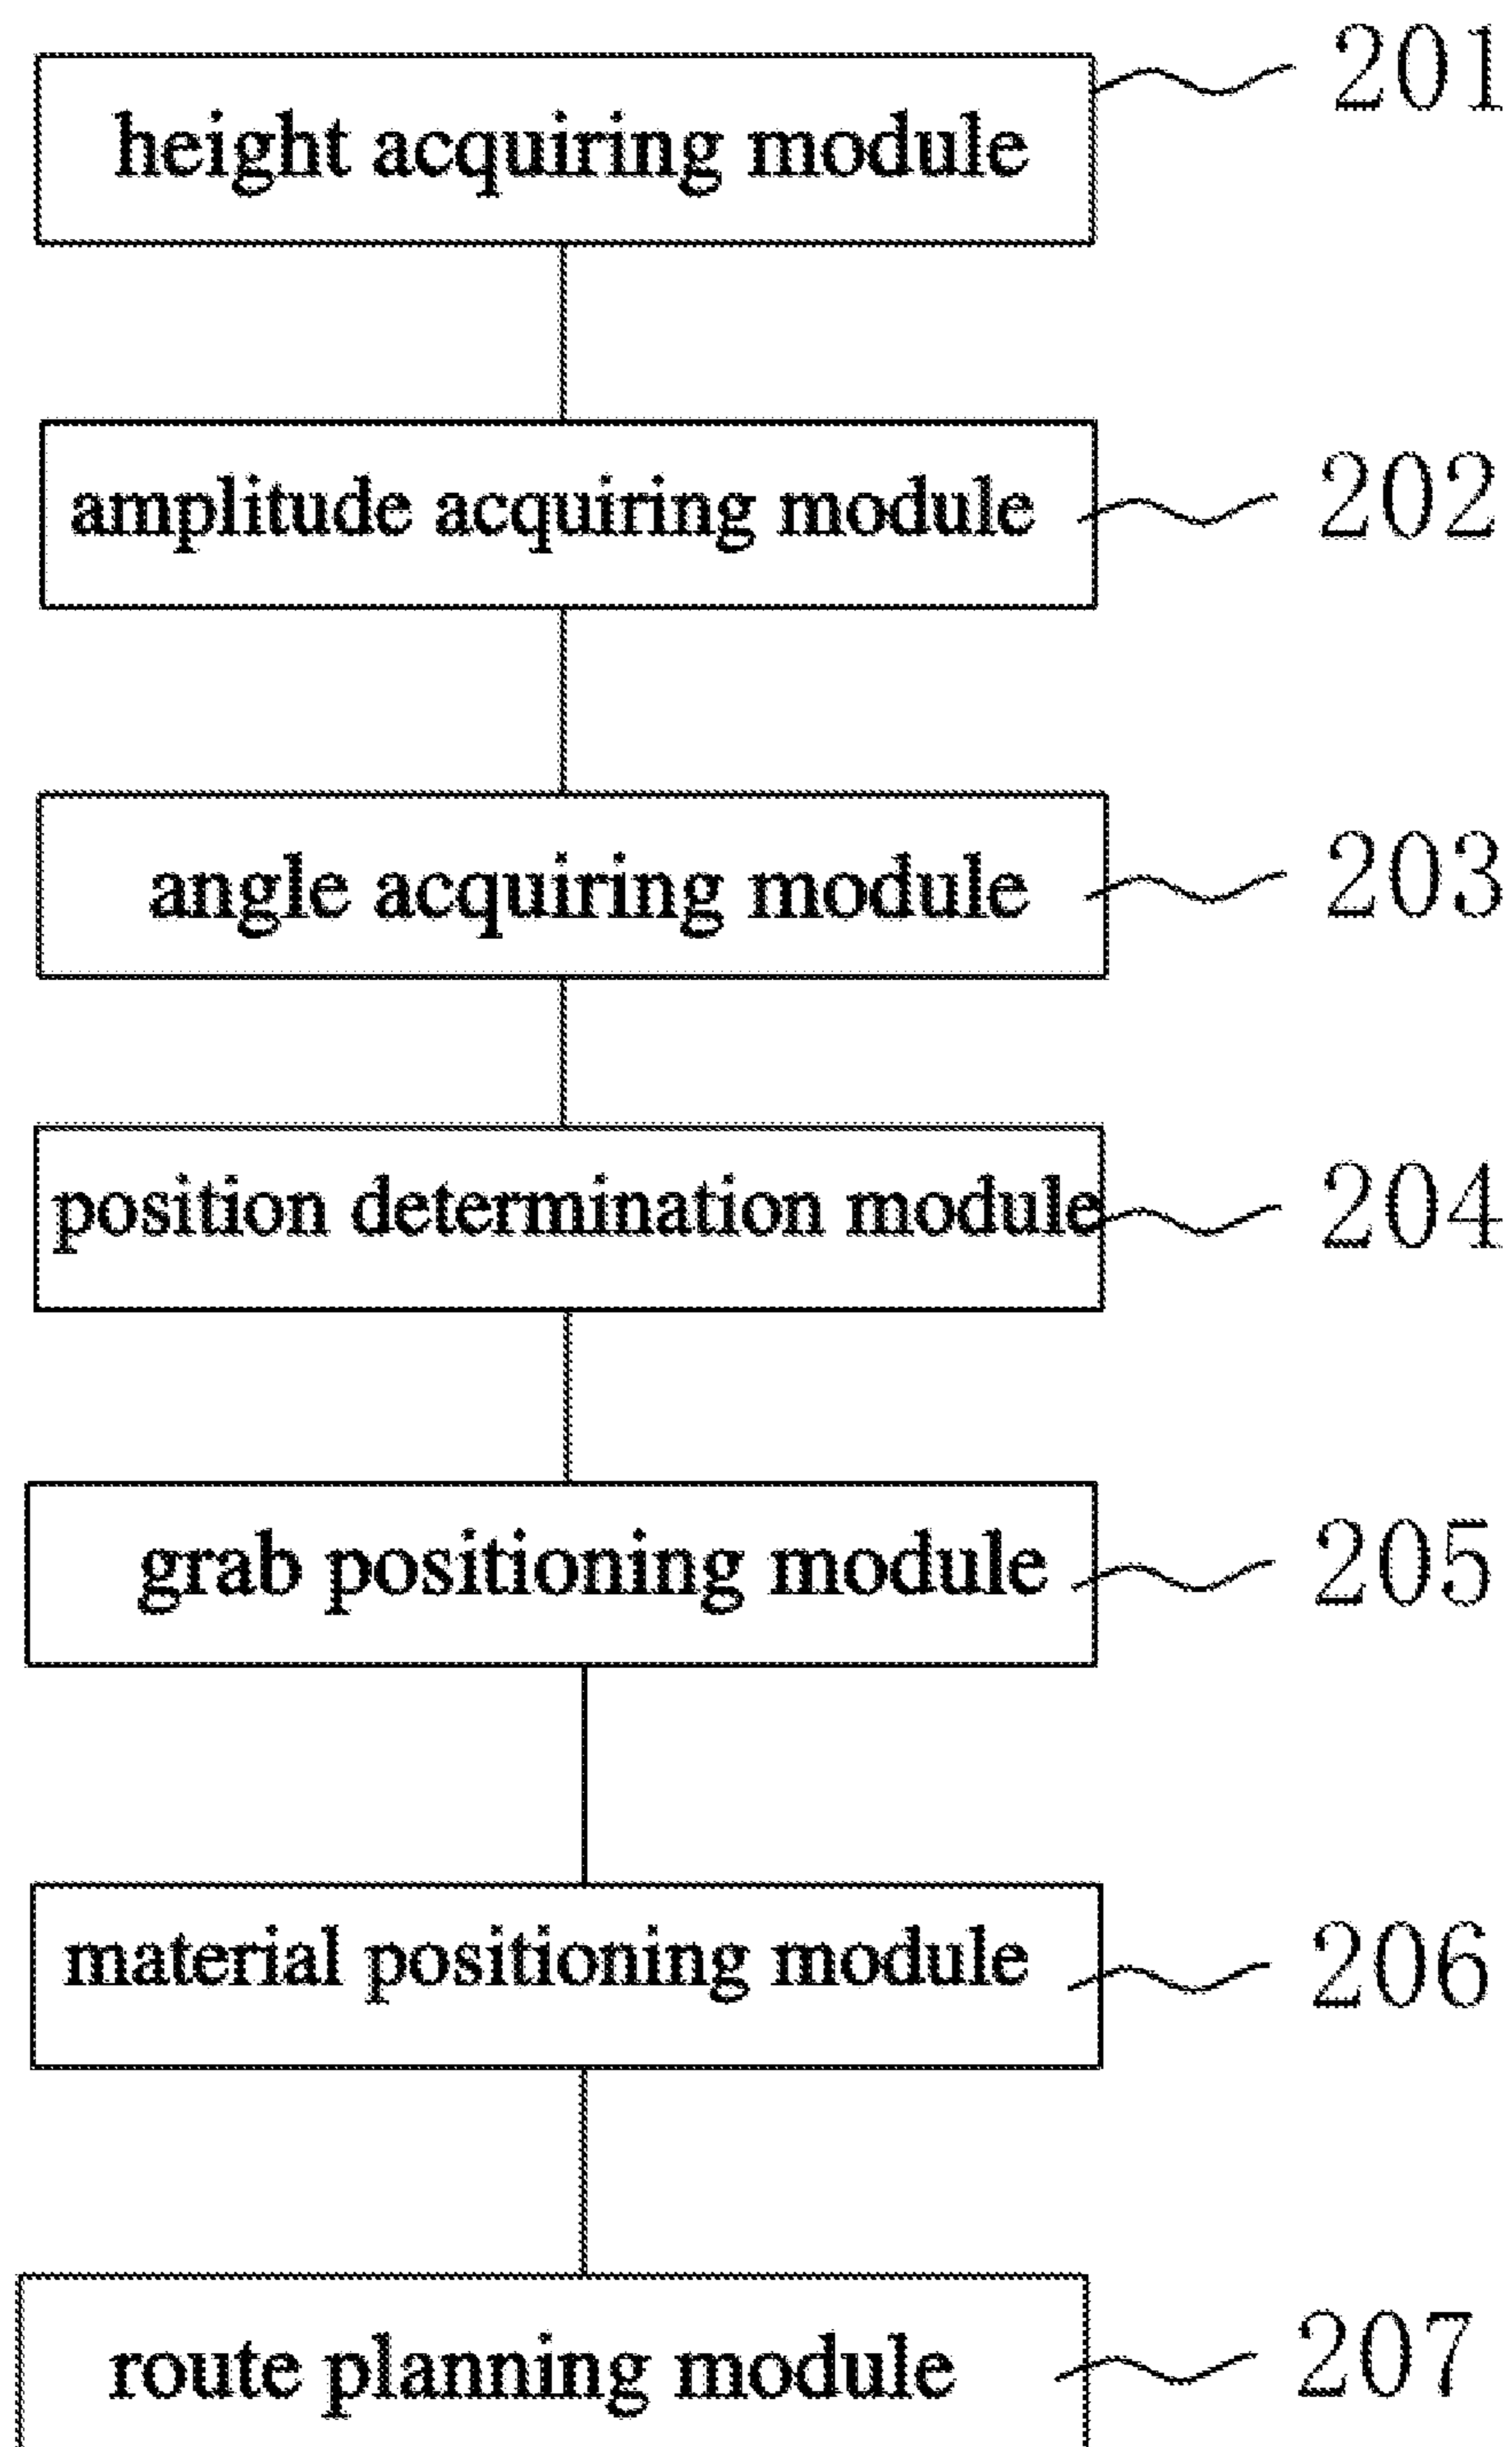 height acquiring module 201
amplitude acquiring module 202
angle acquiring module 203
position determination module 204
grab positioning module 205
material positioning module 206
route planning module 207